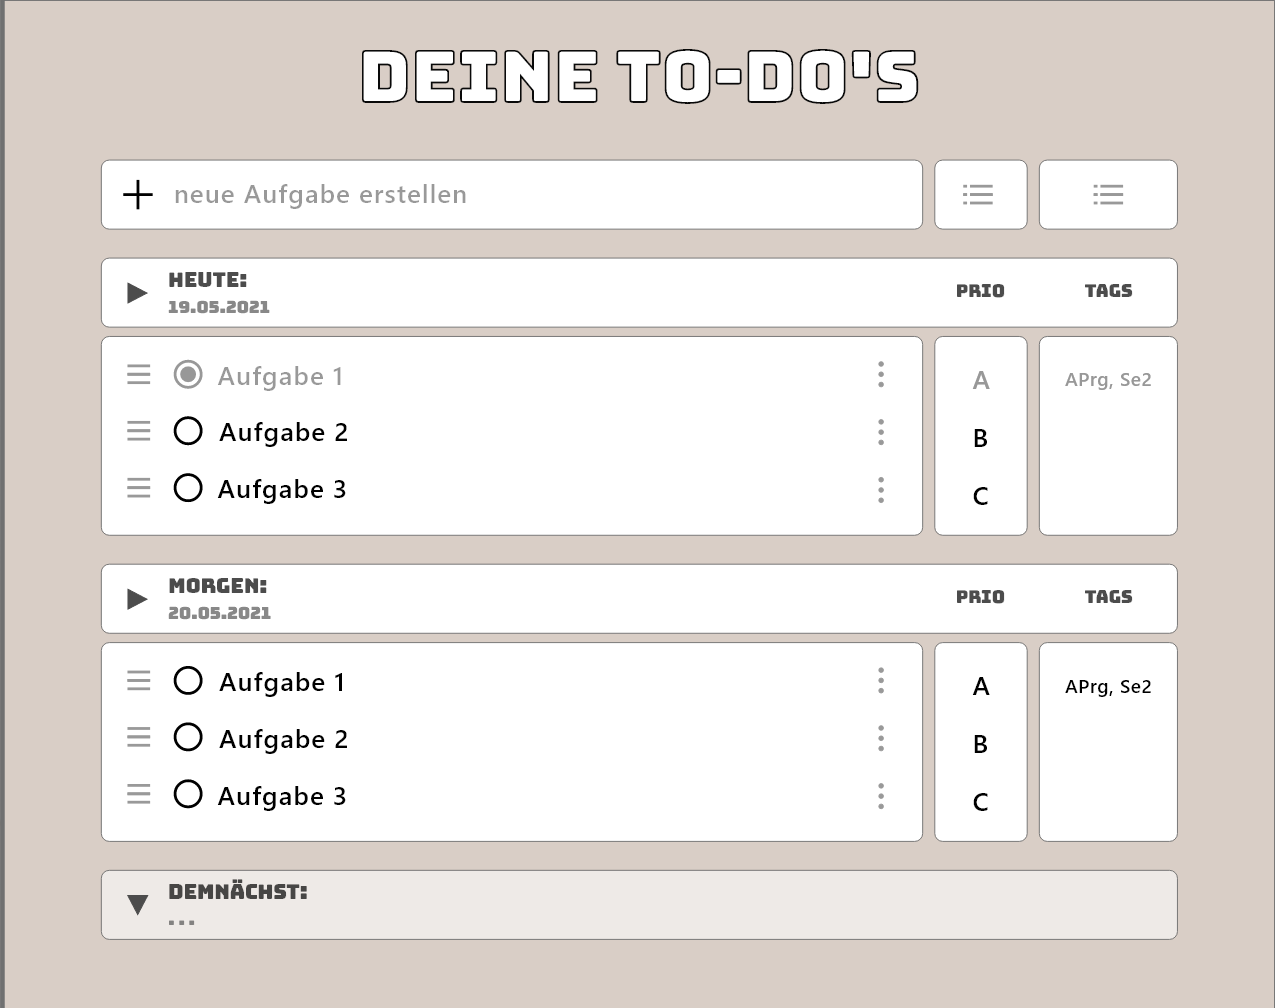 DEINE TO-DO'S
neue Aufgabe erstellen
HEUTE: PRIO TAGS
19.05.2021
Aufgabe 1 A APrg, Se2
Aufgabe 2 B
Aufgabe 3 C
MORGEN: PRIO TAGS
20.05.2021
Aufgabe 1 A APrg, Se2
Aufgabe 2 B
Aufgabe 3 C
DEMNÄCHST:
...